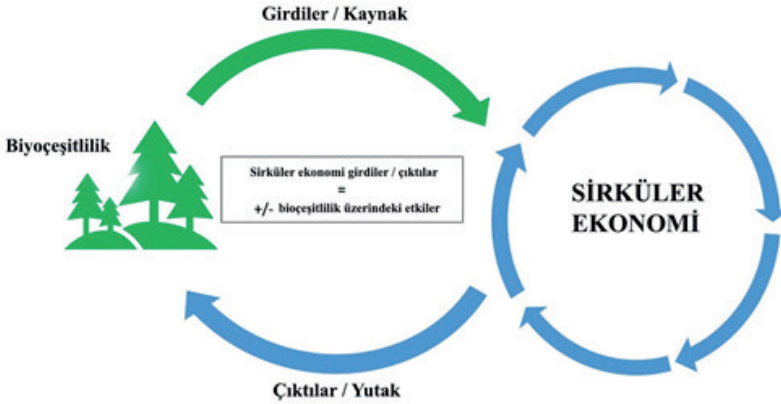 Girdiler / Kaynak
Biyoçeşitlilik
Sirküler ekonomi girdiler / çıktılar
=
+/- bioçeşitlilik üzerindeki etkiler
SİRKÜLER
EKONOMİ
Çıktılar / Yutak